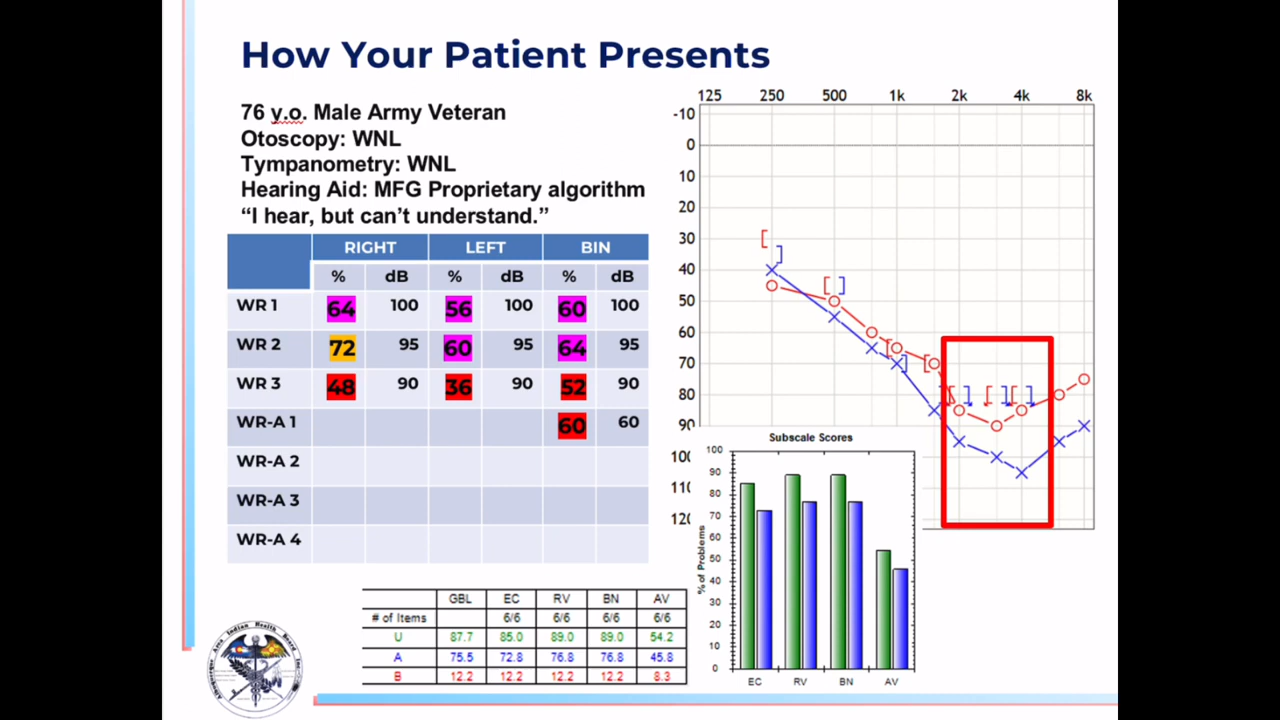 How Your Patient Presents
76 y.o. Male Army Veteran
Otoscopy: WNL
Tympanometry: WNL
Hearing Aid: MFG Proprietary algorithm
“I hear, but can’t understand.”
RIGHT LEFT BIN
% dB % dB % dB
WR 1 64 100 56 100 60 100
WR 2 72 95 60 95 64 95
WR 3 48 90 36 90 52 90
WR-A 1 60 60
WR-A 2
WR-A 3
WR-A 4
125 250 500 1k 2k 4k 8k
-10
0
10
20
30
40
50
60
70
80
90
100
110
120
Subscale Scores
% of Problems
100
90
80
70
60
50
40
30
20
10
0
EC RV BN AV
GBL EC RV BN AV
# of Items 6/6 6/6 6/6 6/6
U 87.7 85.0 89.0 89.0 54.2
A 75.5 72.8 76.8 76.8 45.8
B 12.2 12.2 12.2 12.2 8.3
Albuquerque Area Indian Health Board Inc.